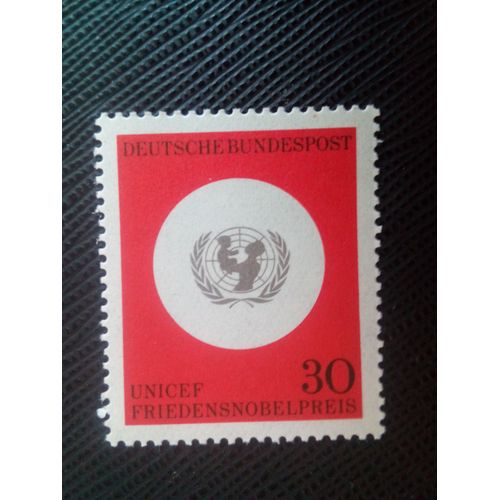 DEUTSCHE BUNDESPOST
UNICEF
FRIEDENSNOBELPREIS
30